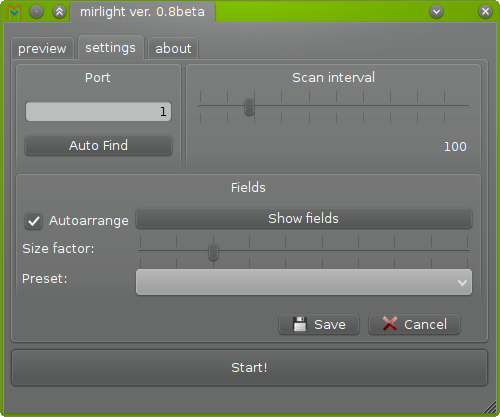 mirlight ver. 0.8beta
preview settings about
Port Scan interval
1
Auto Find
100
Fields
Autoarrange Show fields
Size factor:
Preset:
Save Cancel
Start!